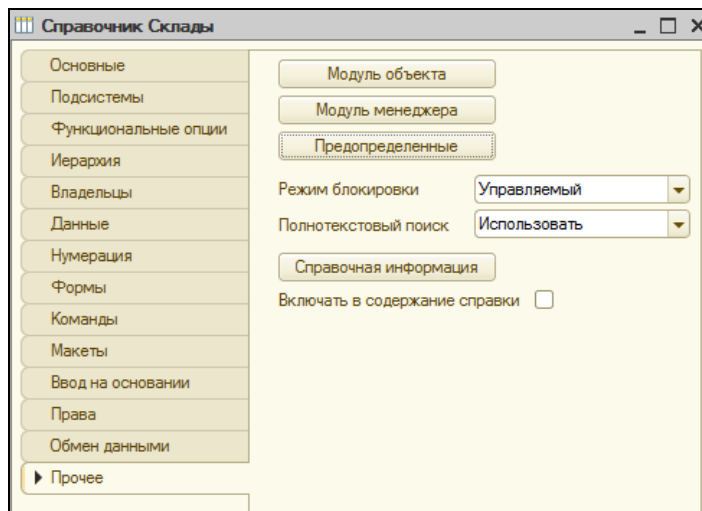 Справочник Склады
Основные
Подсистемы
Функциональные опции
Иерархия
Владельцы
Данные
Нумерация
Формы
Команды
Макеты
Ввод на основании
Права
Обмен данными
Прочее
Модуль объекта
Модуль менеджера
Предопределенные
Режим блокировки Управляемый
Полнотекстовый поиск Использовать
Справочная информация
Включать в содержание справки